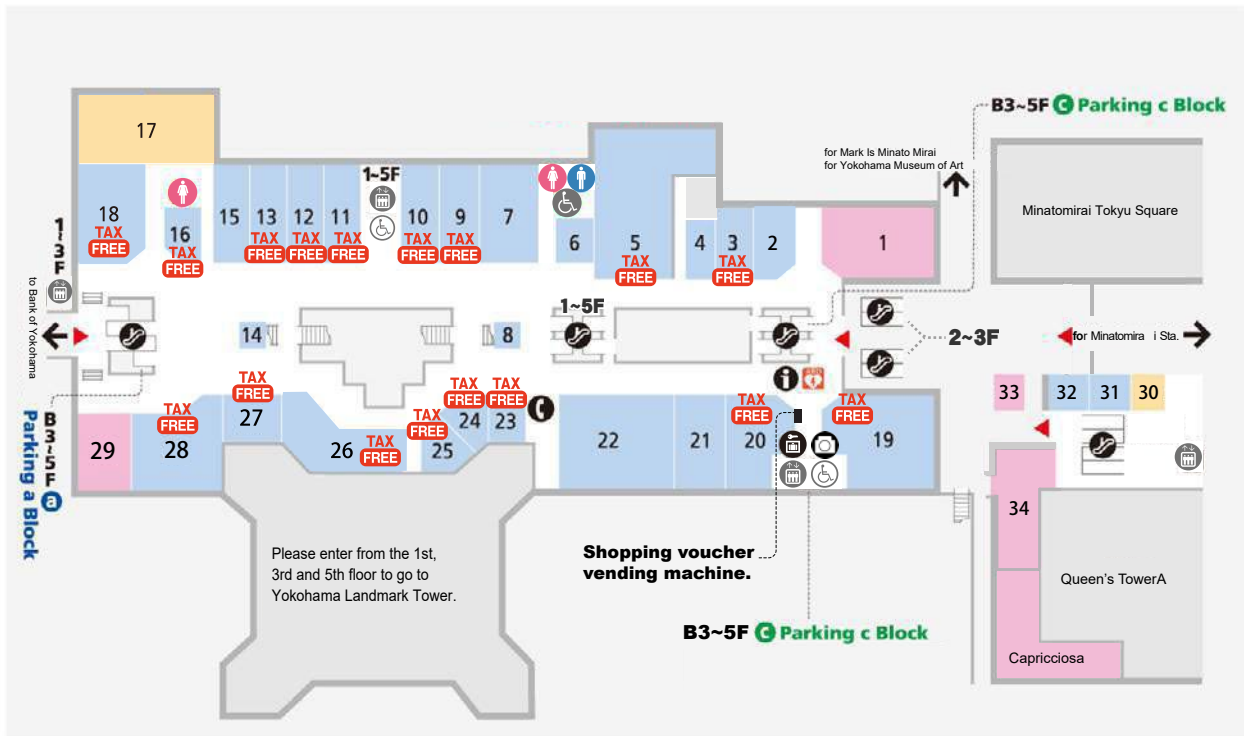 B3~5F C Parking c Block
17
for Mark Is Minato Mirai
for Yokohama Museum of Art
1~5F
Minatomirai Tokyu Square
18
TAX
FREE
16
TAX
FREE
15
13
TAX
FREE
12
TAX
FREE
11
TAX
FREE
10
TAX
FREE
9
TAX
FREE
7
6
5
TAX
FREE
4
3
TAX
FREE
2
1
1~3F
to Bank of Yokohama
14
8
1~5F
2~3F
for Minatomira i Sta.
B3~5F
Parking a Block
a
29
TAX
FREE
28
TAX
FREE
27
26
TAX
FREE
TAX
FREE
25
TAX
FREE
24
TAX
FREE
23
22
21
TAX
FREE
20
TAX
FREE
19
33
32
31
30
34
Please enter from the 1st,
3rd and 5th floor to go to
Yokohama Landmark Tower.
Shopping voucher
vending machine.
Queen's TowerA
B3~5F C Parking c Block
Capricciosa